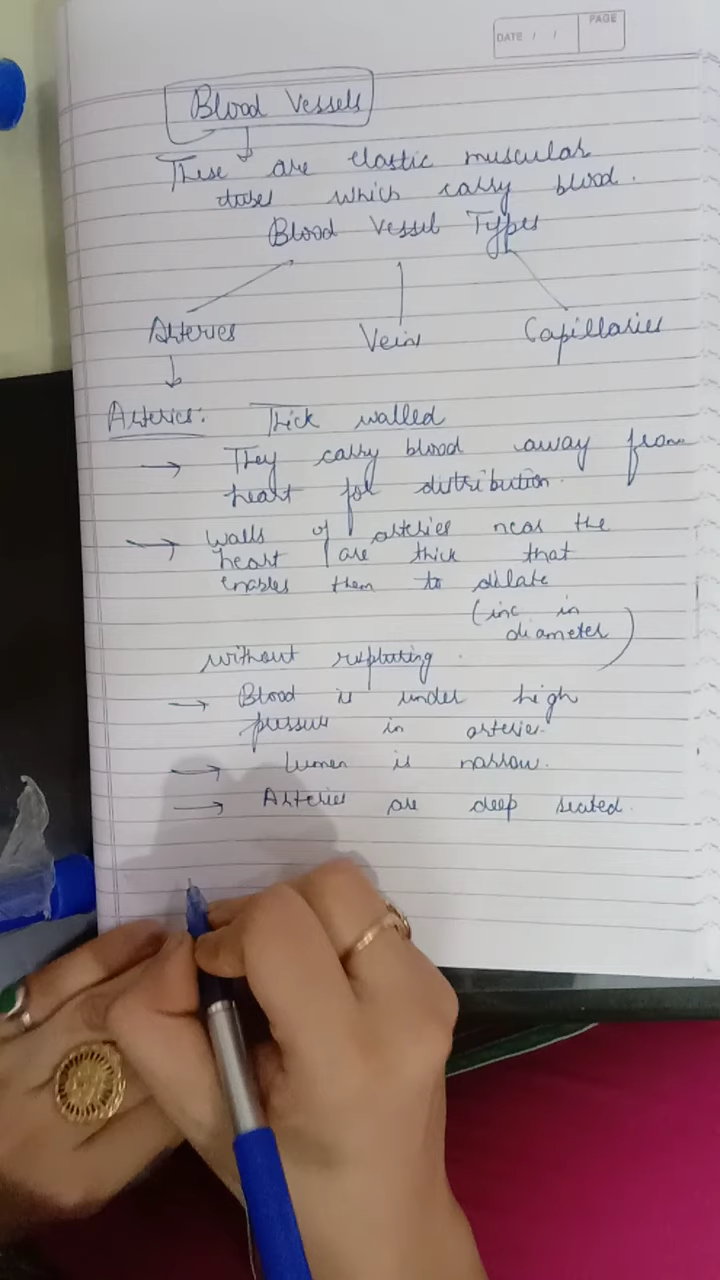 DATE / / PAGE
Blood Vessels
These are elastic muscular
tubes which carry blood.
Blood Vessel Types
Arteries Veins Capillaries
Arteries: Thick walled
→ They carry blood away from
heart for distribution.
→ Walls of arteries near the
heart are thick that
enables them to dilate
(inc in
diameter)
without rupturing.
→ Blood is under high
pressure in arteries.
→ Lumen is narrow.
→ Arteries are deep seated.